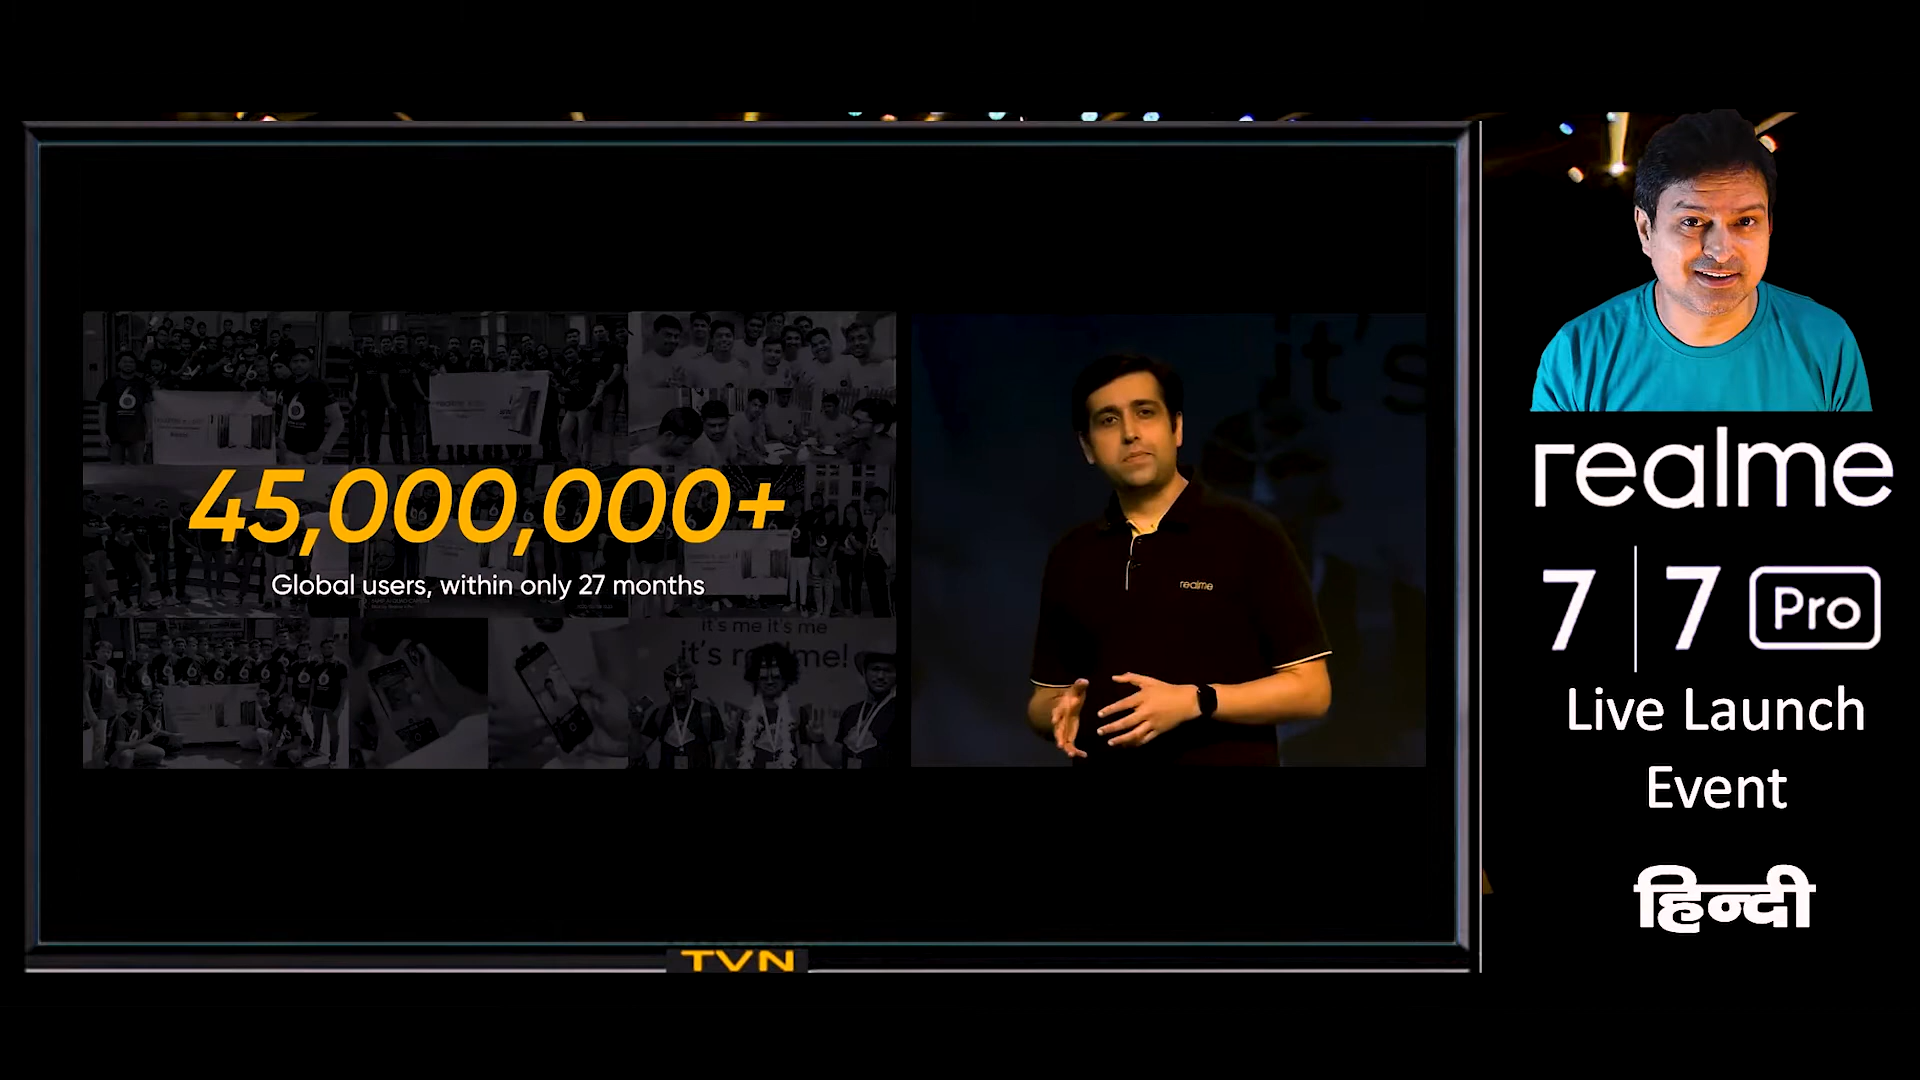 45,000,000+
Global users, within only 27 months
it's me it's me
it's realme!
it's
realme
TVN
realme
7 | 7 Pro
Live Launch
Event
हिन्दी